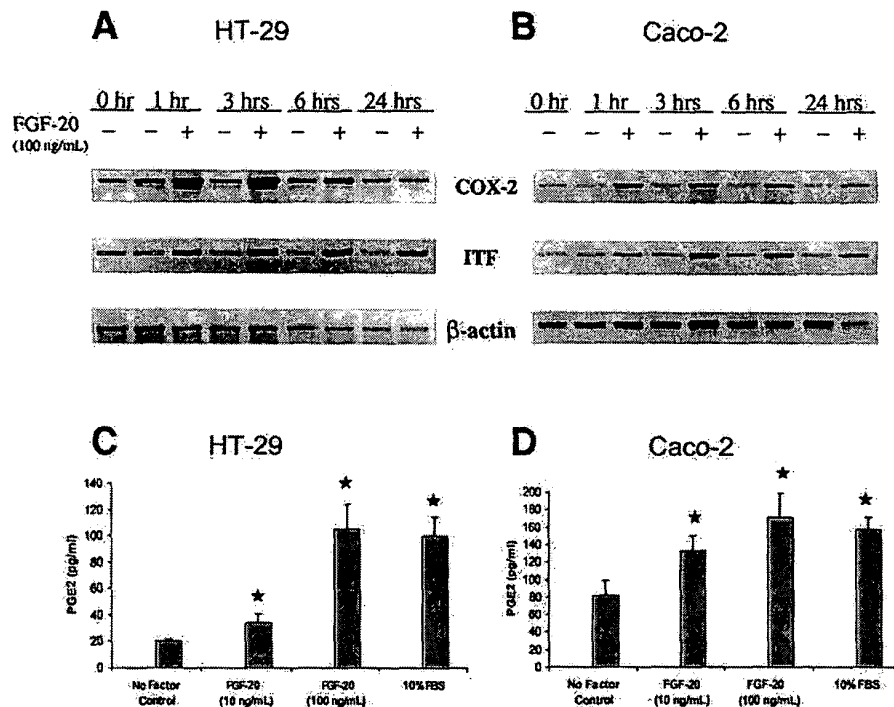 A HT-29
B Caco-2
0 hr 1 hr 3 hrs 6 hrs 24 hrs
0 hr 1 hr 3 hrs 6 hrs 24 hrs
FGF-20 − − + − + − + − +
− − + − + − + − +
(100 ng/mL)
COX-2
ITF
β-actin
C HT-29
D Caco-2
PGE2 (pg/ml)
140
120
100
80
60
40
20
0
No Factor Control
FGF-20 (10 ng/mL)
FGF-20 (100 ng/mL)
10% FBS
PGE2 (pg/ml)
200
180
160
140
120
100
80
60
40
20
0
No Factor Control
FGF-20 (10 ng/mL)
FGF-20 (100 ng/mL)
10% FBS